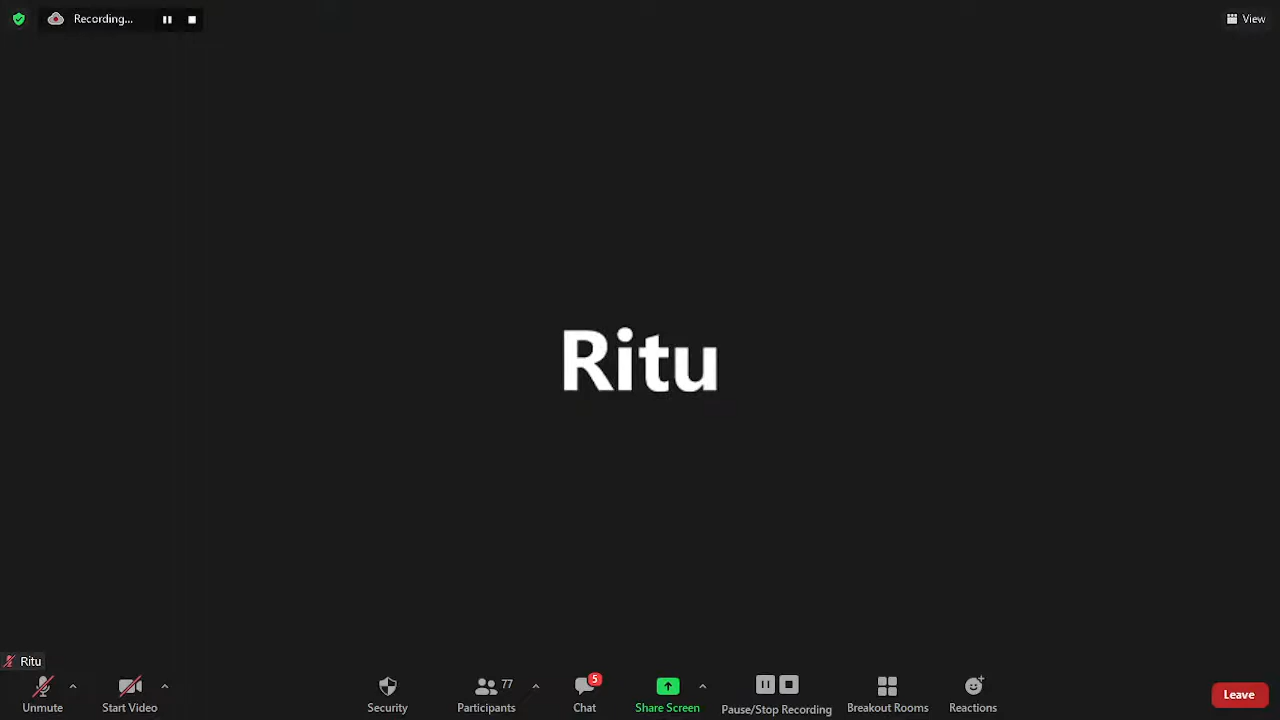 Recording...
View
Ritu
Ritu
Unmute
Start Video
Security
77
Participants
5
Chat
Share Screen
Pause/Stop Recording
Breakout Rooms
Reactions
Leave